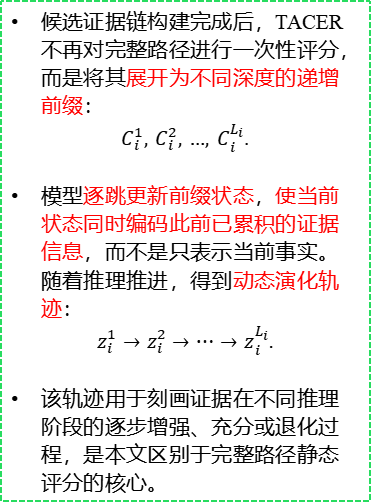 • 候选证据链构建完成后，TACER
不再对完整路径进行一次性评分，
而是将其展开为不同深度的递增
前缀：
C_i^1, C_i^2, …, C_i^{L_i}.
• 模型逐跳更新前缀状态，使当前
状态同时编码此前已累积的证据
信息，而不是只表示当前事实。
随着推理推进，得到动态演化轨
迹：
z_i^1 → z_i^2 → ⋯ → z_i^{L_i}.
• 该轨迹用于刻画证据在不同推理
阶段的逐步增强、充分或退化过
程，是本文区别于完整路径静态
评分的核心。